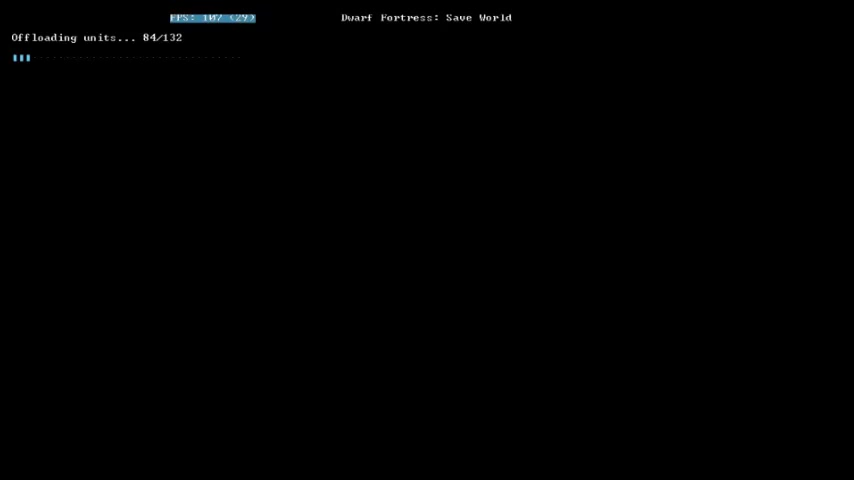 FPS: 107 (29) Dwarf Fortress: Save World
Offloading units... 84/132